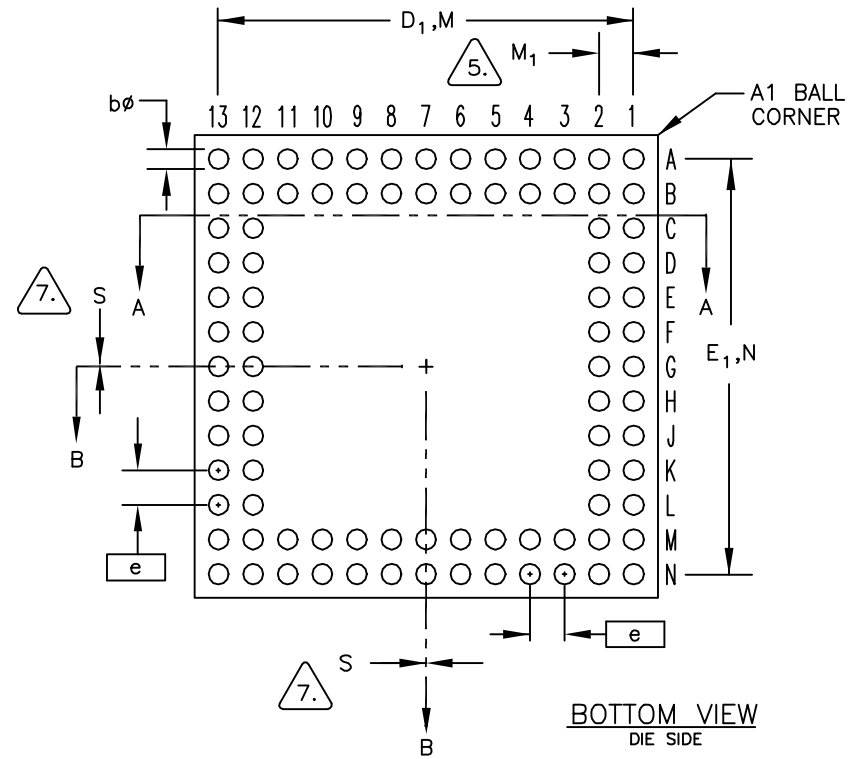 D₁,M
5. M₁
bø
A1 BALL
CORNER
13 12 11 10 9 8 7 6 5 4 3 2 1
A
B
C
D
E
F
G
H
J
K
L
M
N
A
A
7. S
E₁,N
B
e
e
S
7.
B
BOTTOM VIEW
DIE SIDE